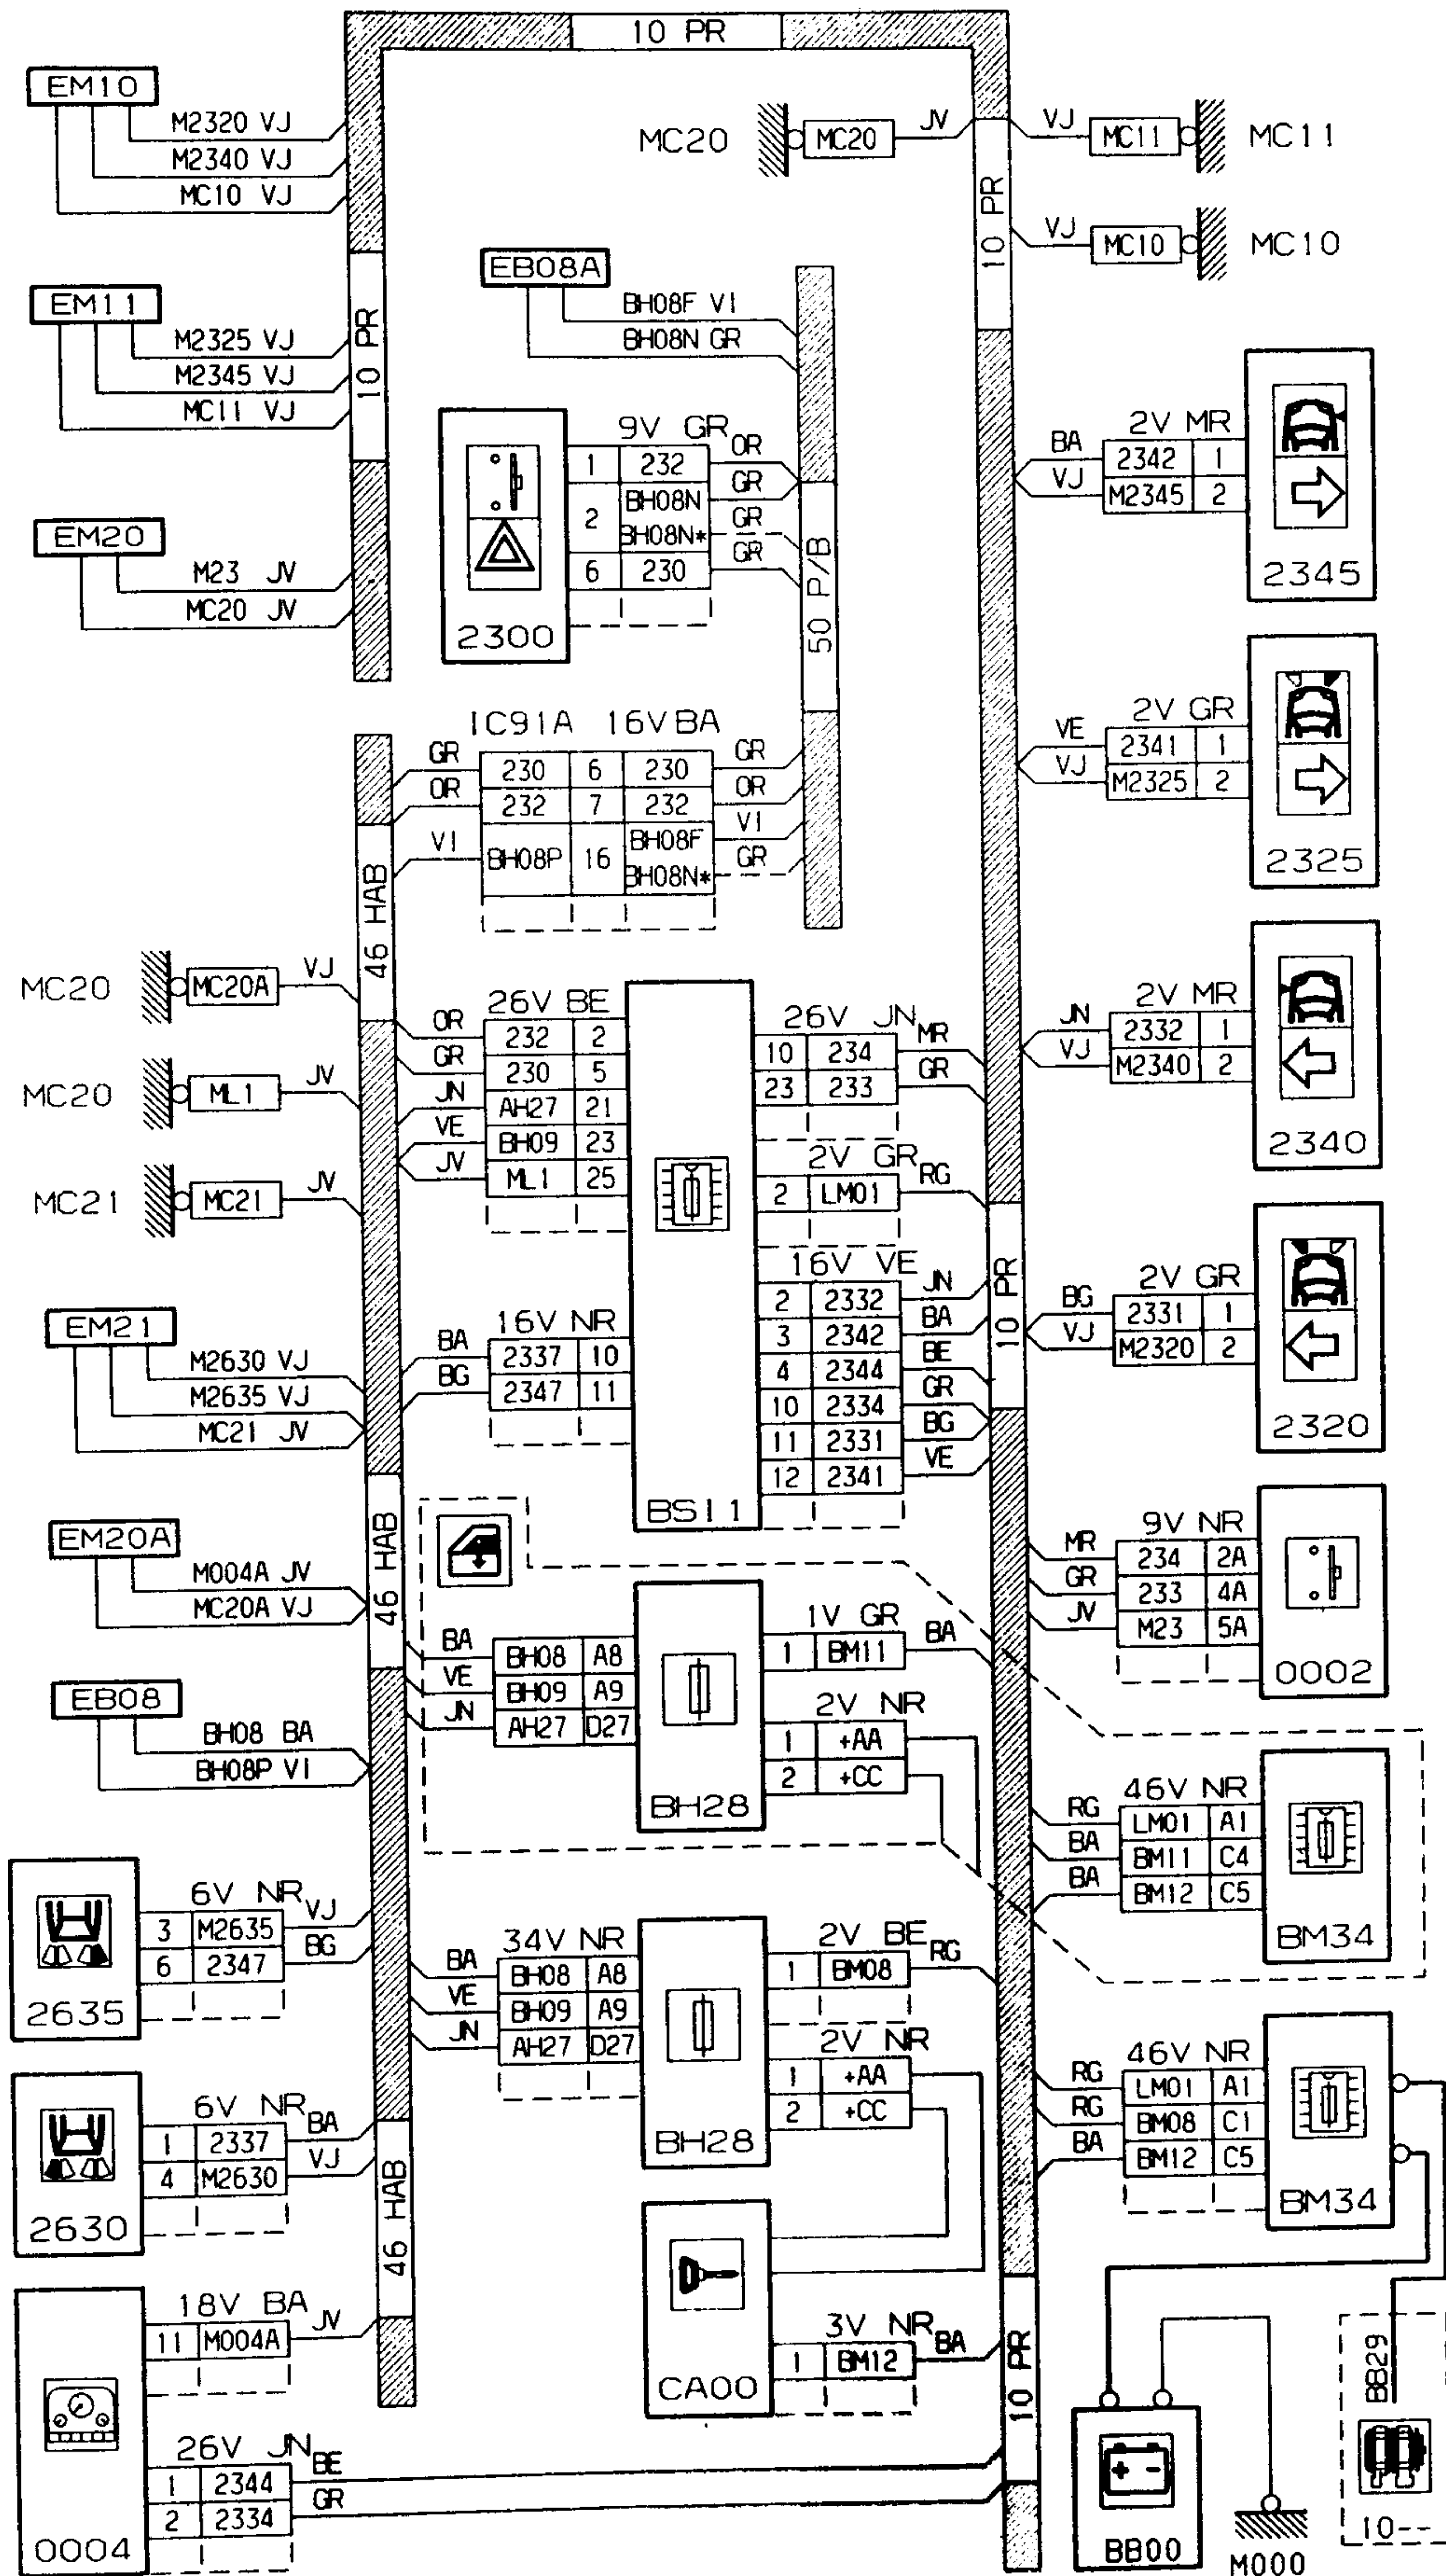 10 PR
EM10
M2320 VJ
M2340 VJ
MC10 VJ
MC20 MC20 JV
VJ MC11 MC11
VJ MC10 MC10
10 PR
EM11
M2325 VJ
M2345 VJ
MC11 VJ
10 PR
EB08A
BH08F VI
BH08N GR
EM20
M23 JV
MC20 JV
9V GR
1 232 OR
2 BH08N GR
BH08N* GR
6 230 GR
2300
50 P/B
2V MR
BA 2342 1
VJ M2345 2
2345
2V GR
VE 2341 1
VJ M2325 2
2325
IC91A 16V BA
GR 230 6 230 GR
OR 232 7 232 OR
VI BH08P 16 BH08F VI
BH08N* GR
46 HAB
MC20 MC20A VJ
MC20 ML1 JV
MC21 MC21 JV
26V BE
OR 232 2
GR 230 5
JN AH27 21
VE BH09 23
JV ML1 25
26V JN
10 234 MR
23 233 GR
2V GR
2 LM01 RG
16V VE
2 2332 JN
3 2342 BA
4 2344 BE
10 2334 GR
11 2331 BG
12 2341 VE
16V NR
BA 2337 10
BG 2347 11
BSI1
2V MR
JN 2332 1
VJ M2340 2
2340
10 PR
2V GR
BG 2331 1
VJ M2320 2
2320
EM21
M2630 VJ
M2635 VJ
MC21 JV
46 HAB
EM20A
M004A JV
MC20A VJ
9V NR
MR 234 2A
GR 233 4A
JV M23 5A
0002
BA BH08 A8
VE BH09 A9
JN AH27 D27
1V GR
1 BM11 BA
2V NR
1 +AA
2 +CC
BH28
EB08
BH08 BA
BH08P VI
46V NR
RG LM01 A1
BA BM11 C4
BA BM12 C5
BM34
6V NR
3 M2635 VJ
6 2347 BG
2635
34V NR
BA BH08 A8
VE BH09 A9
JN AH27 D27
2V BE
1 BM08 RG
2V NR
1 +AA
2 +CC
BH28
46V NR
RG LM01 A1
RG BM08 C1
BA BM12 C5
BM34
6V NR
1 2337 BA
4 M2630 VJ
2630
46 HAB
18V BA
11 M004A JV
3V NR
1 BM12 BA
CA00
10 PR
26V JN
1 2344 BE
2 2334 GR
0004
BB00
M000
BB29
10--